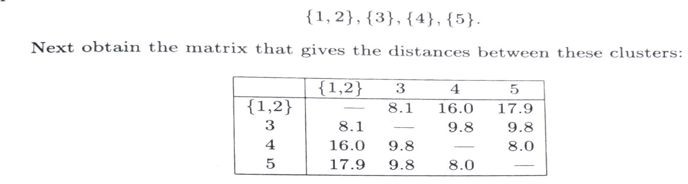 {1, 2}, {3}, {4}, {5}.
Next obtain the matrix that gives the distances between these clusters:
{1,2} 3 4 5
{1,2} — 8.1 16.0 17.9
3 8.1 — 9.8 9.8
4 16.0 9.8 — 8.0
5 17.9 9.8 8.0 —